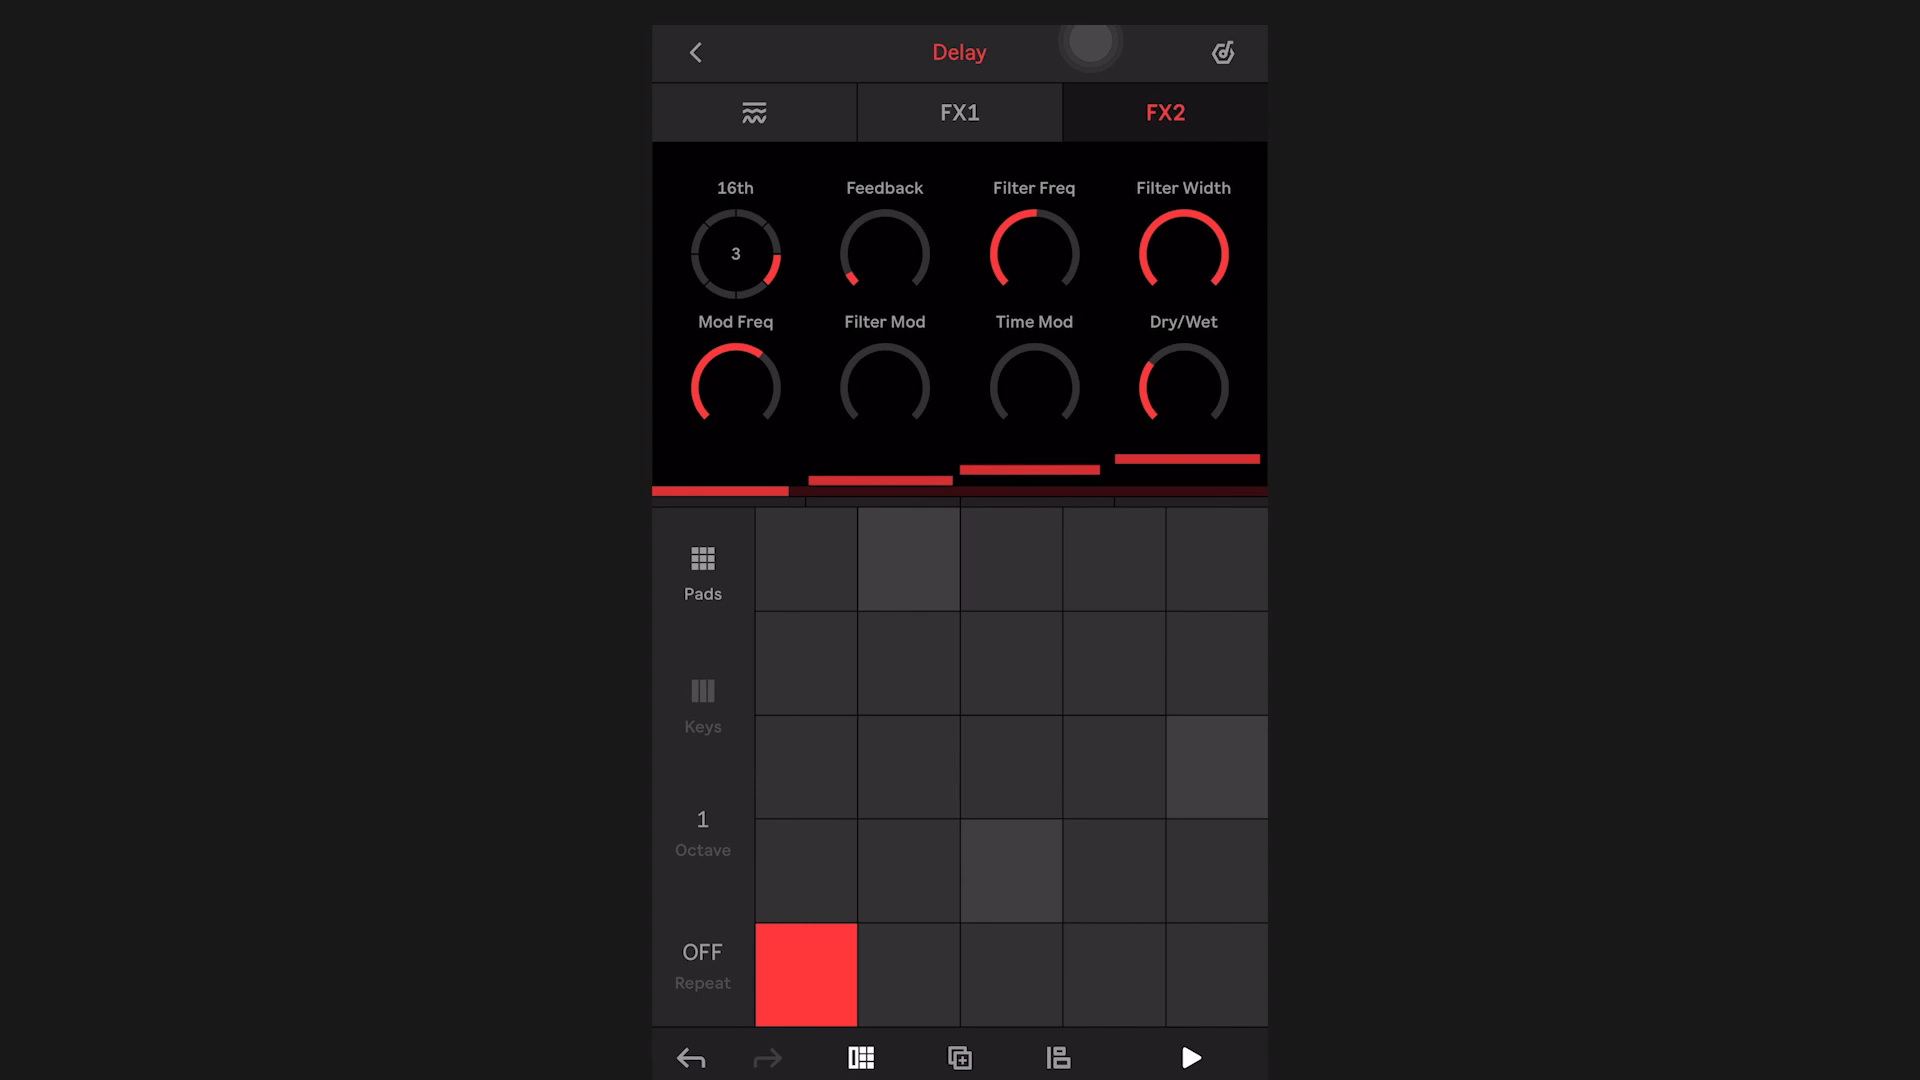 Delay
FX1 FX2
16th Feedback Filter Freq Filter Width
3
Mod Freq Filter Mod Time Mod Dry/Wet
Pads
Keys
1
Octave
OFF
Repeat